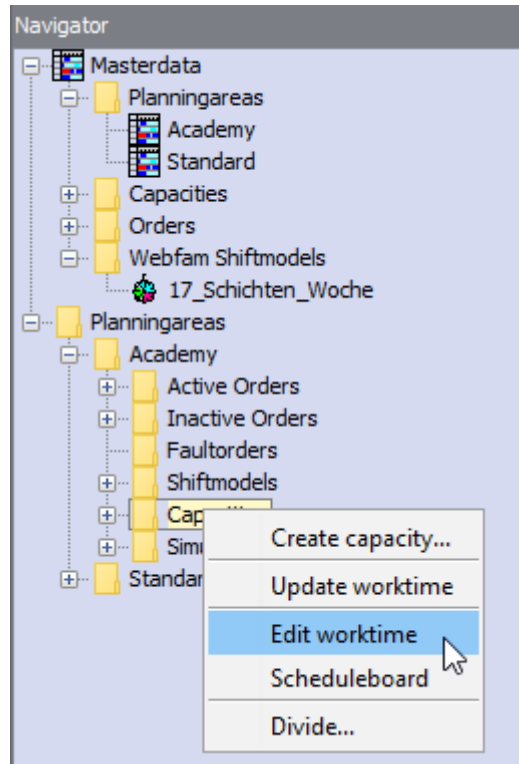 Navigator
Masterdata
Planningareas
Academy
Standard
Capacities
Orders
Webfam Shiftmodels
17_Schichten_Woche
Planningareas
Academy
Active Orders
Inactive Orders
Faultorders
Shiftmodels
Create capacity...
Update worktime
Edit worktime
Scheduleboard
Divide...